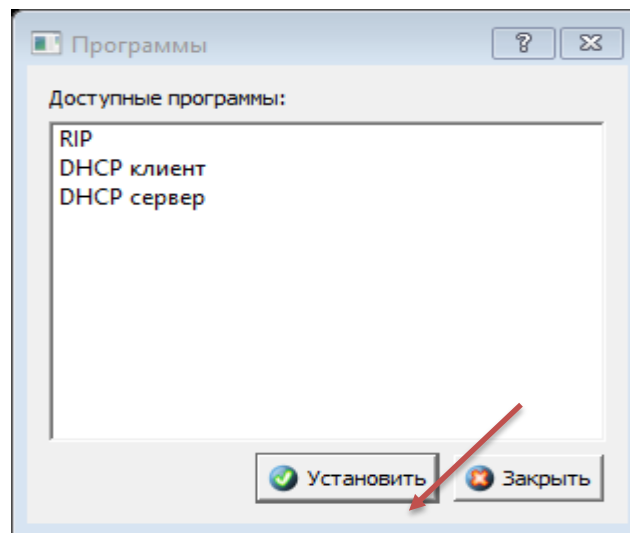 Программы
Доступные программы:
RIP
DHCP клиент
DHCP сервер
Установить
Закрыть